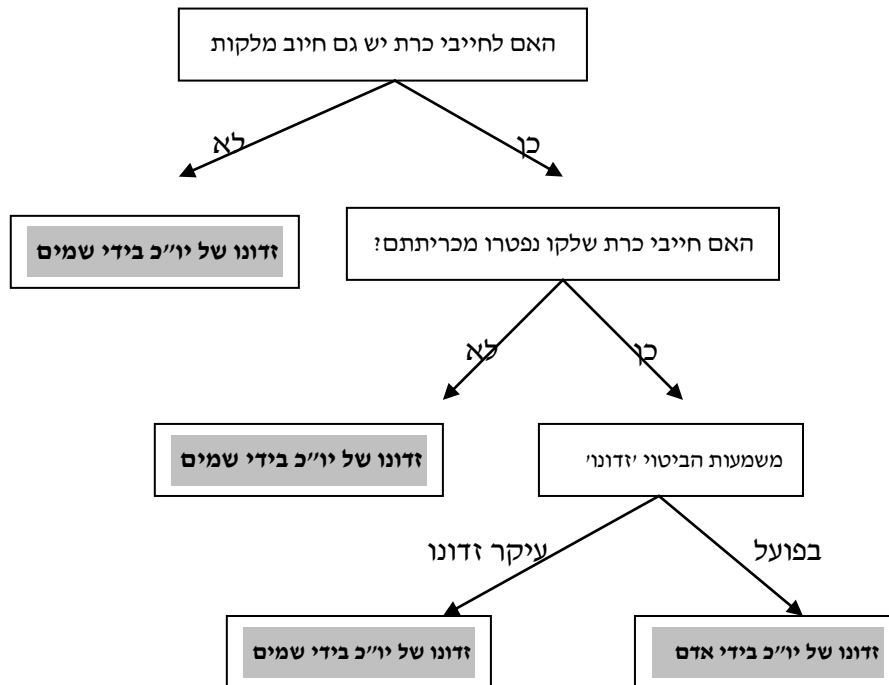 האם לחייבי כרת יש גם חיוב מלקות
כן
לא
האם חייבי כרת שלקו נפטרו מכריתתם?
זדונו של יו״כ בידי שמים
כן
לא
משמעות הביטוי 'זדונו'
זדונו של יו״כ בידי שמים
בפועל
עיקר זדונו
זדונו של יו״כ בידי אדם
זדונו של יו״כ בידי שמים